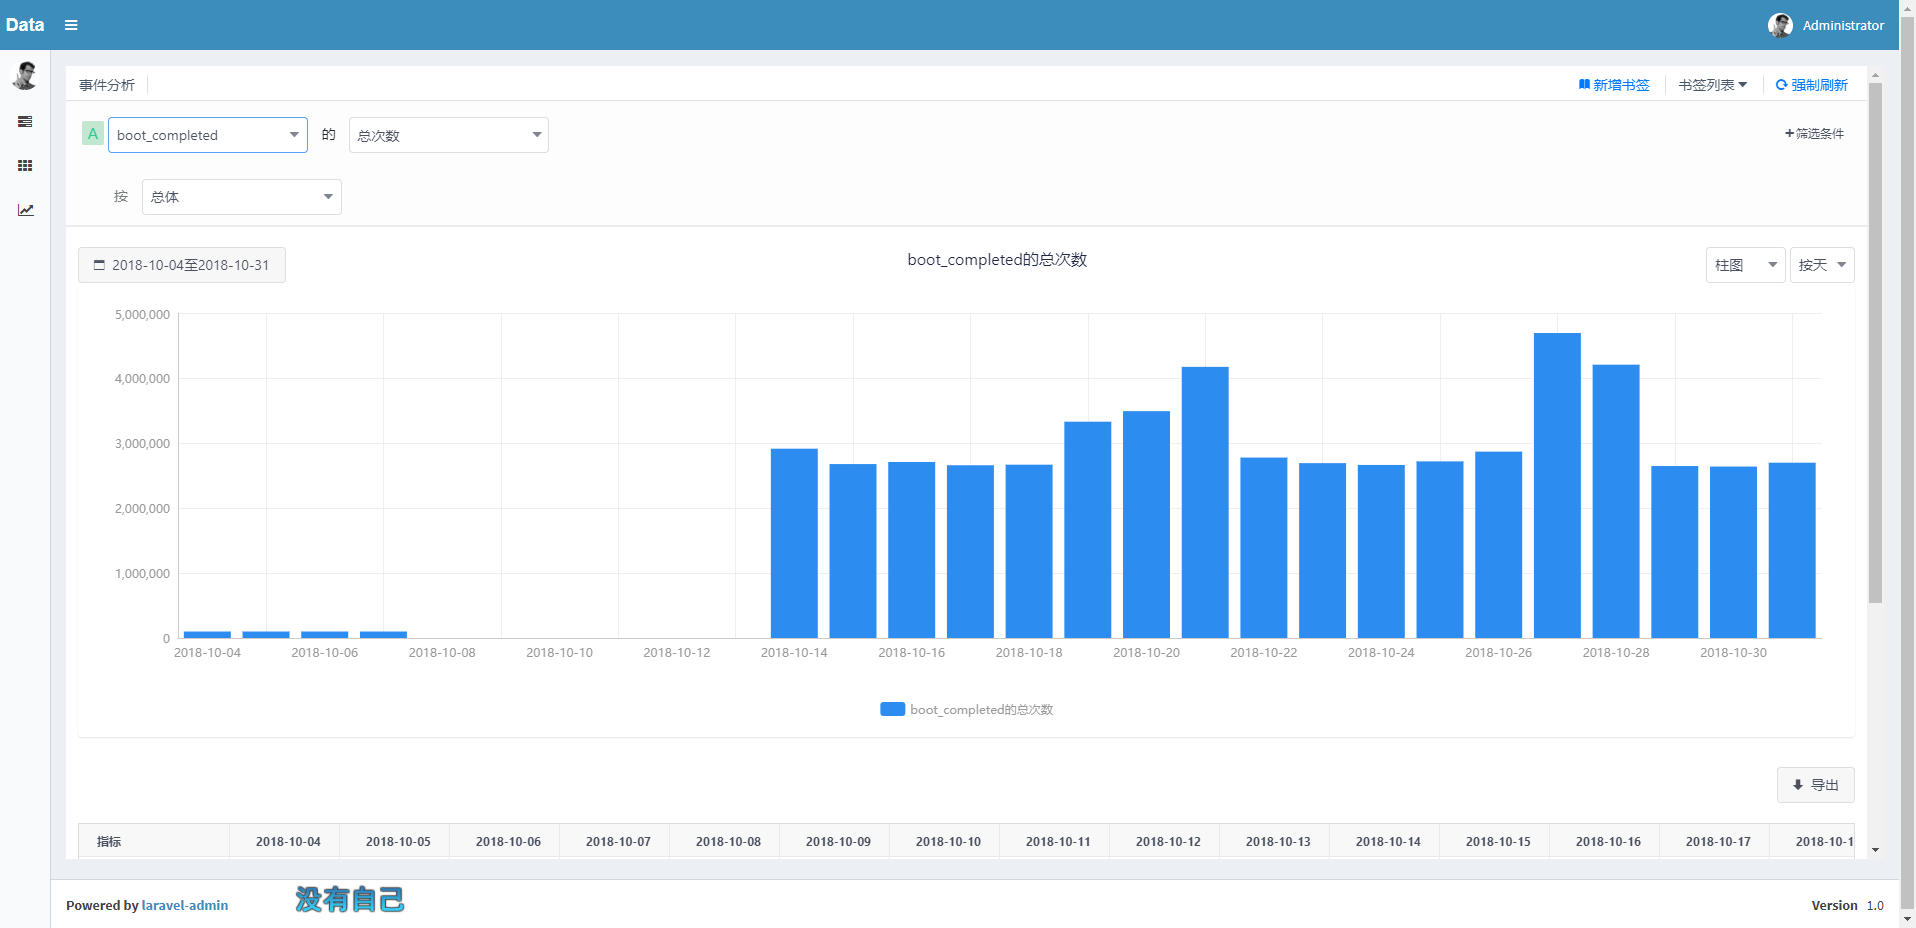 Data
Administrator
事件分析
新增书签
书签列表
强制刷新
A boot_completed 的 总次数
+筛选条件
按 总体
2018-10-04至2018-10-31
boot_completed的总次数
柱图 按天
5,000,000
4,000,000
3,000,000
2,000,000
1,000,000
0
2018-10-04 2018-10-06 2018-10-08 2018-10-10 2018-10-12 2018-10-14 2018-10-16 2018-10-18 2018-10-20 2018-10-22 2018-10-24 2018-10-26 2018-10-28 2018-10-30
boot_completed的总次数
导出
指标 2018-10-04 2018-10-05 2018-10-06 2018-10-07 2018-10-08 2018-10-09 2018-10-10 2018-10-11 2018-10-12 2018-10-13 2018-10-14 2018-10-15 2018-10-16 2018-10-17 2018-10-1
Powered by laravel-admin
没有自己
Version 1.0